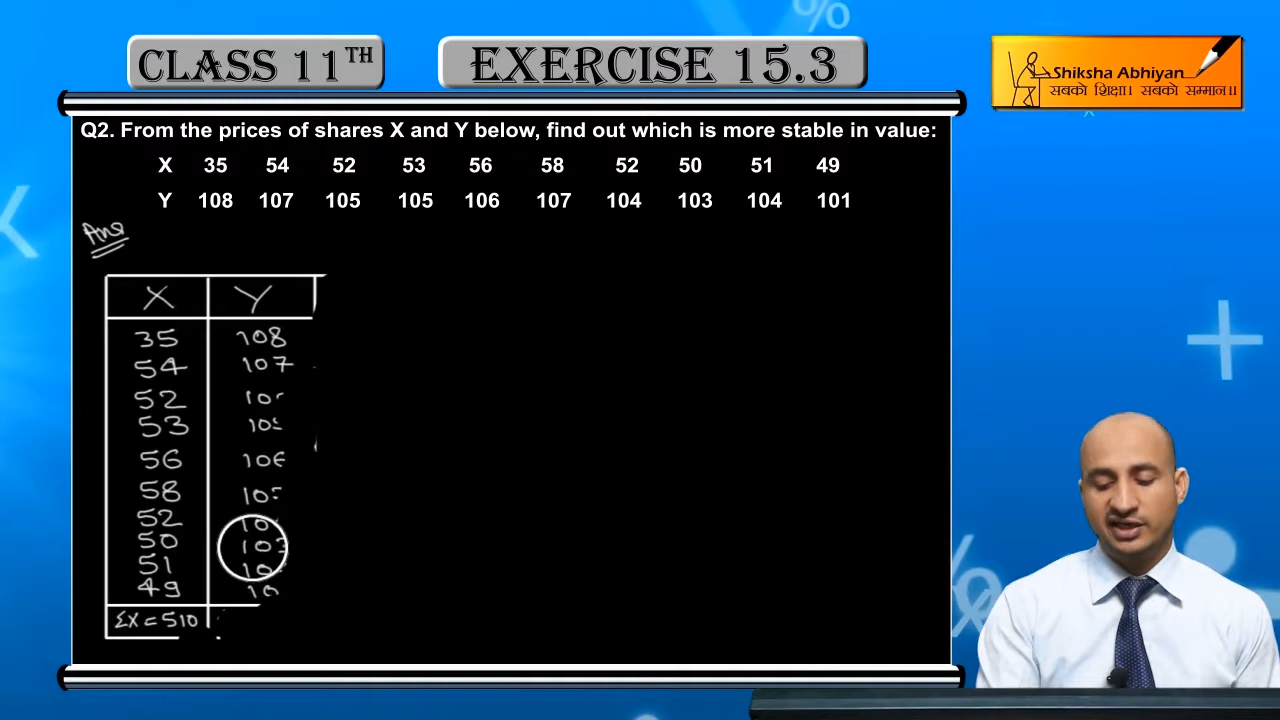 CLASS 11TH
EXERCISE 15.3
Shiksha Abhiyan
सबको शिक्षा। सबको सम्मान॥
Q2. From the prices of shares X and Y below, find out which is more stable in value:
X 35 54 52 53 56 58 52 50 51 49
Y 108 107 105 105 106 107 104 103 104 101
Ans
X Y
35 108
54 107
52
53
56
58
52
50
51
49
ΣX = 510